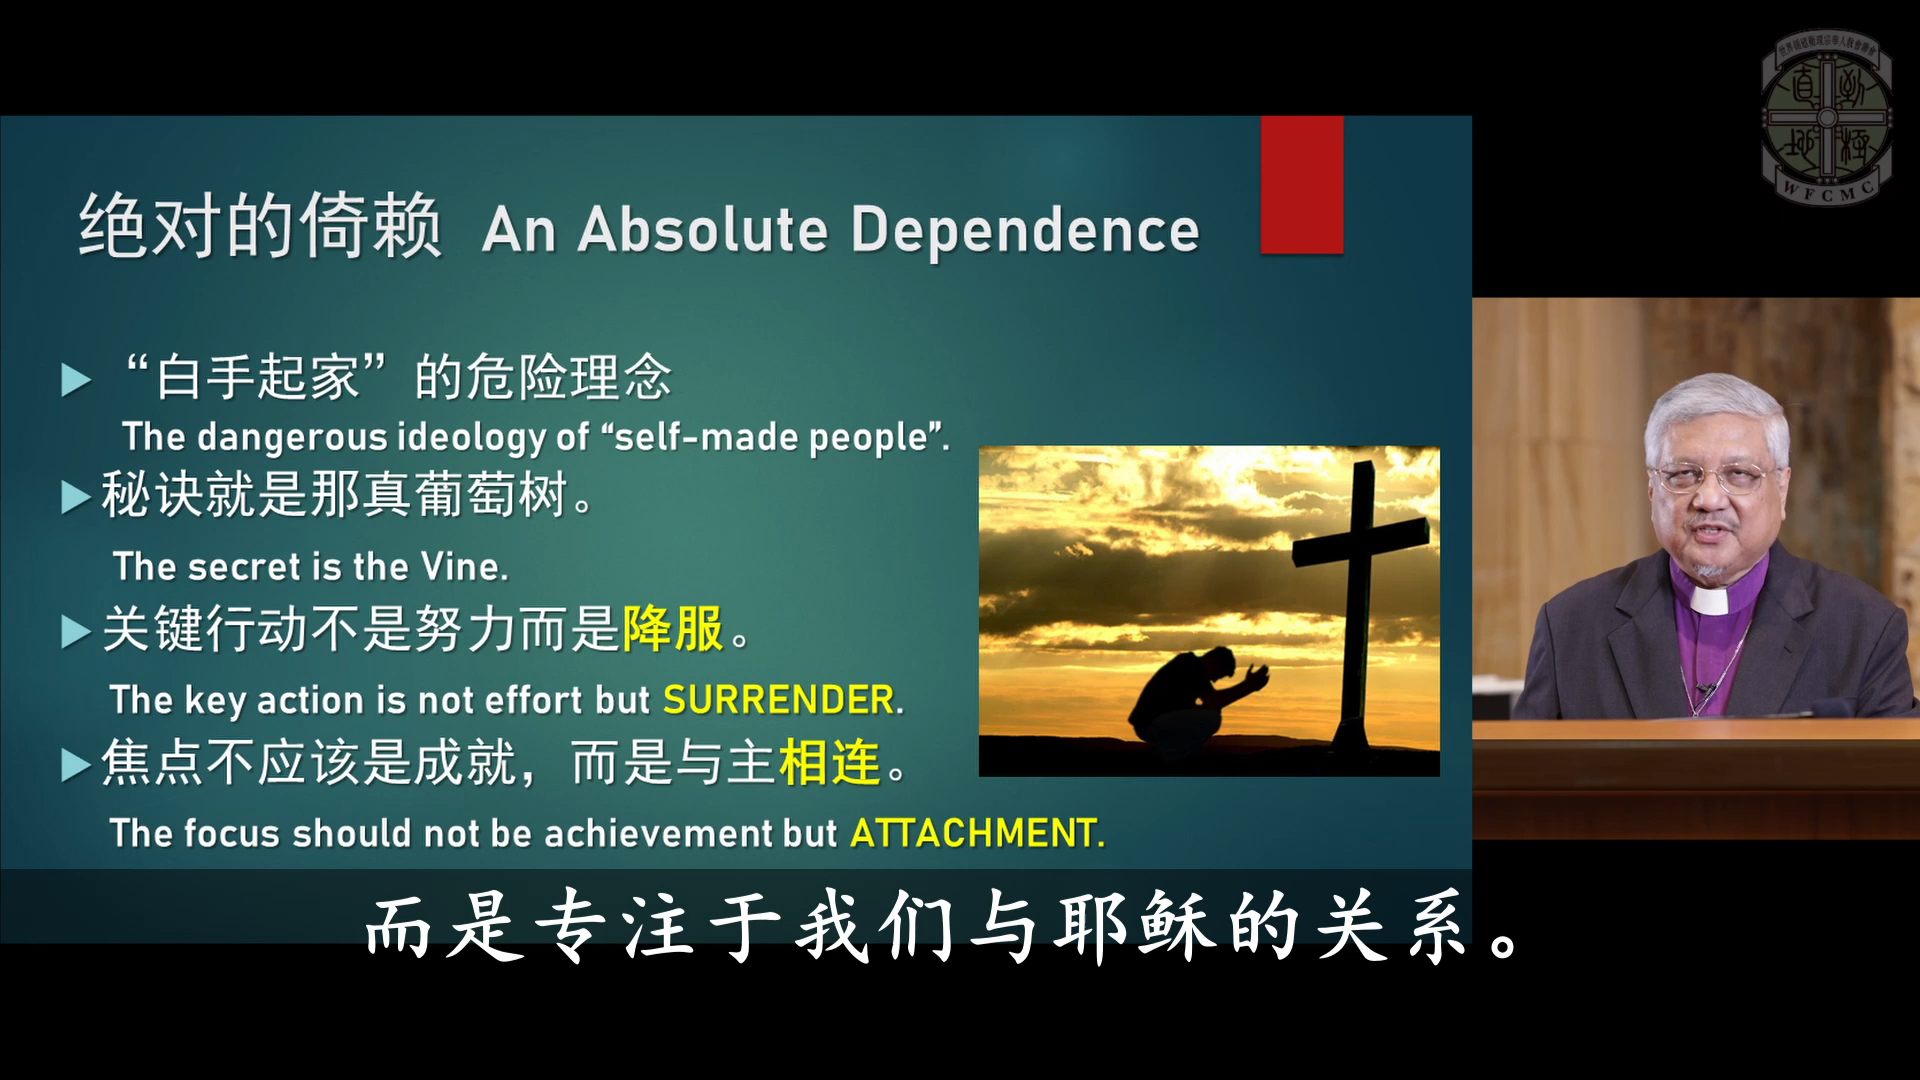 绝对的倚赖 An Absolute Dependence
“白手起家”的危险理念
The dangerous ideology of “self-made people”.
秘诀就是那真葡萄树。
The secret is the Vine.
关键行动不是努力而是降服。
The key action is not effort but SURRENDER.
焦点不应该是成就，而是与主相连。
The focus should not be achievement but ATTACHMENT.
而是专注于我们与耶稣的关系。
WFCMC